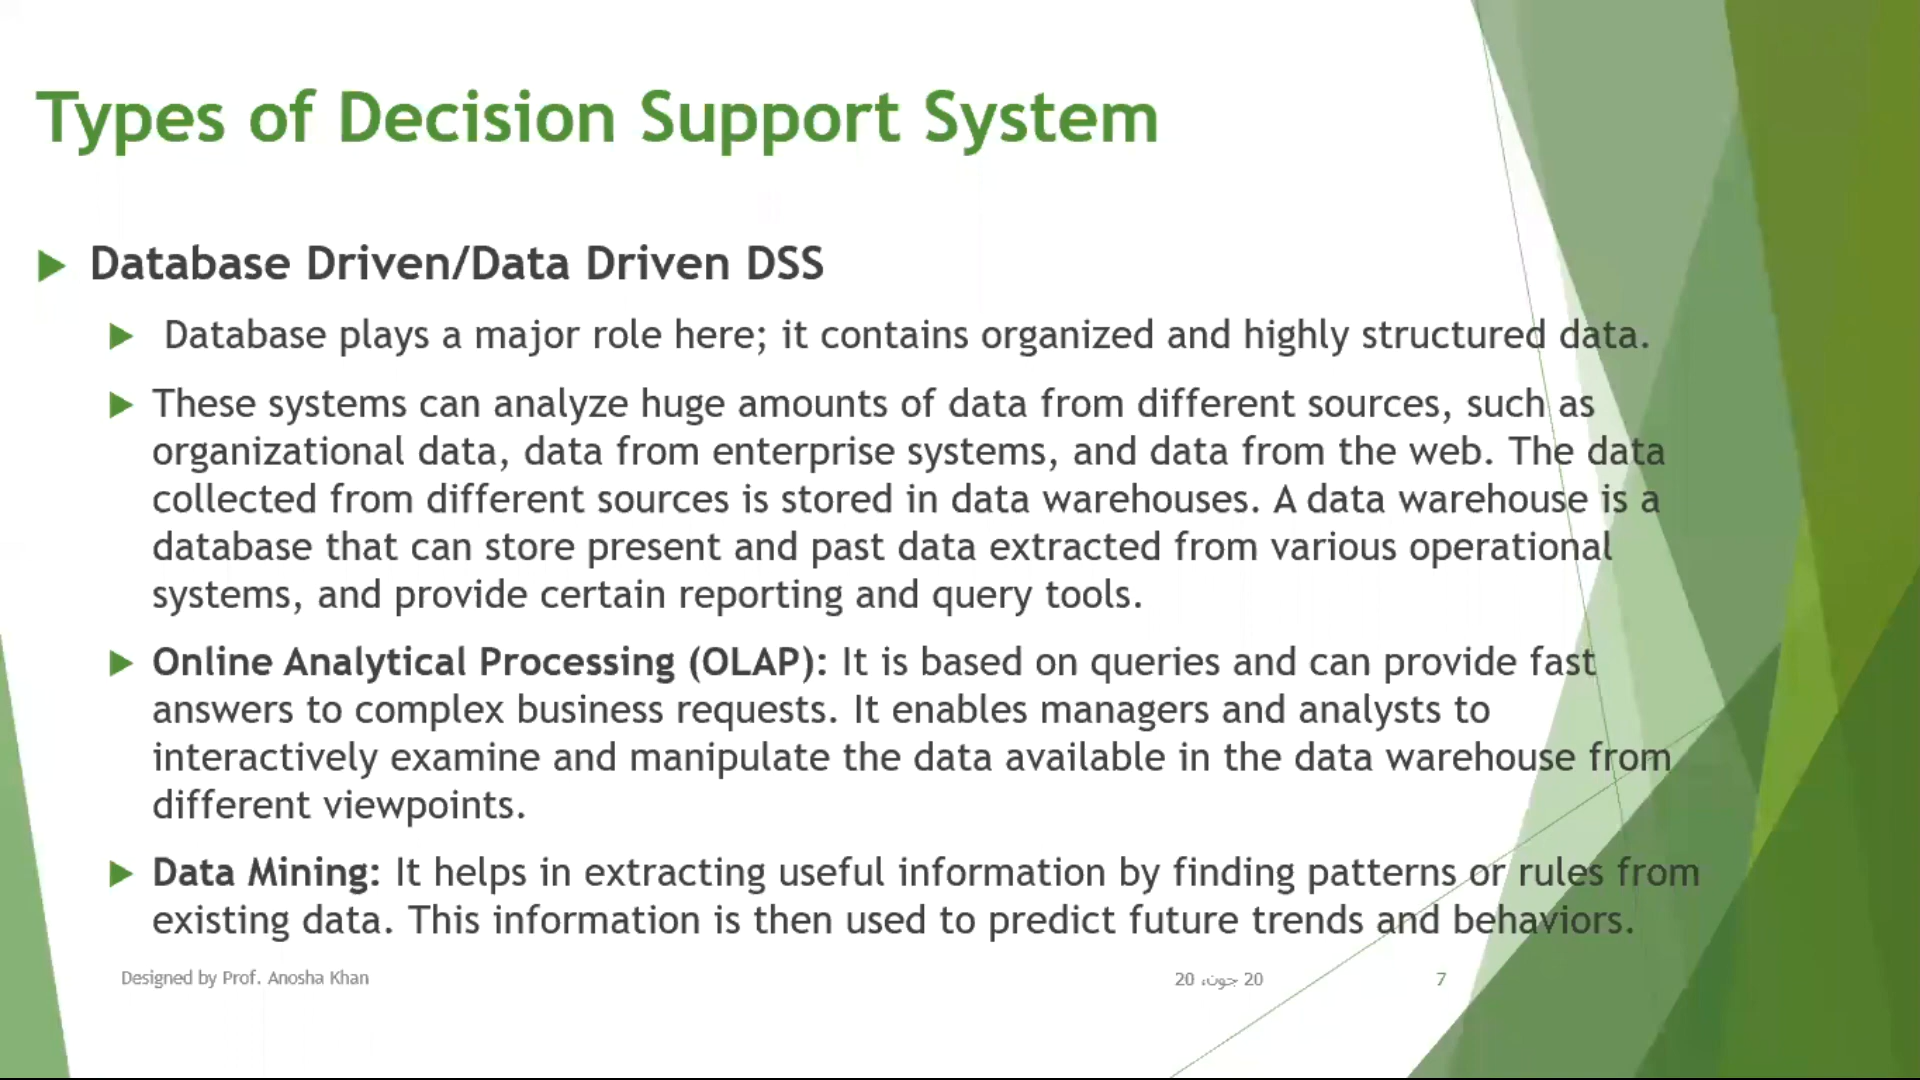 Types of Decision Support System
Database Driven/Data Driven DSS
Database plays a major role here; it contains organized and highly structured data.
These systems can analyze huge amounts of data from different sources, such as
organizational data, data from enterprise systems, and data from the web. The data
collected from different sources is stored in data warehouses. A data warehouse is a
database that can store present and past data extracted from various operational
systems, and provide certain reporting and query tools.
Online Analytical Processing (OLAP): It is based on queries and can provide fast
answers to complex business requests. It enables managers and analysts to
interactively examine and manipulate the data available in the data warehouse from
different viewpoints.
Data Mining: It helps in extracting useful information by finding patterns or rules from
existing data. This information is then used to predict future trends and behaviors.
Designed by Prof. Anosha Khan
20 جون، 20
7